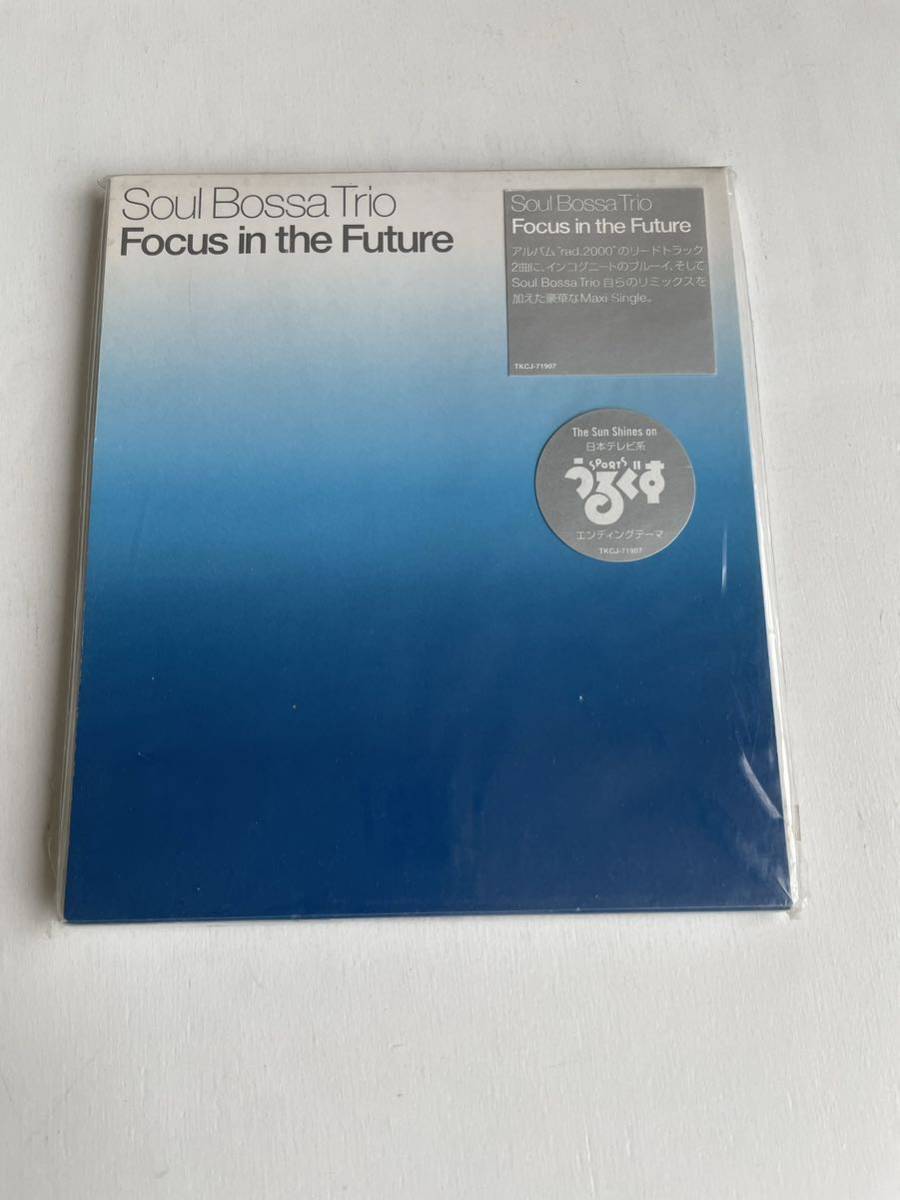 Soul Bossa Trio
Focus in the Future
Soul Bossa Trio
Focus in the Future
アルバム"rad.2000"のリードトラック
2曲に、インコグニートのブルーイ、そして
Soul Bossa Trio 自らのリミックスを
加えた豪華なMaxi Single。
TKCJ-71907
The Sun Shines on
日本テレビ系
SPORTS II
うるぐす
エンディングテーマ
TKCJ-71907